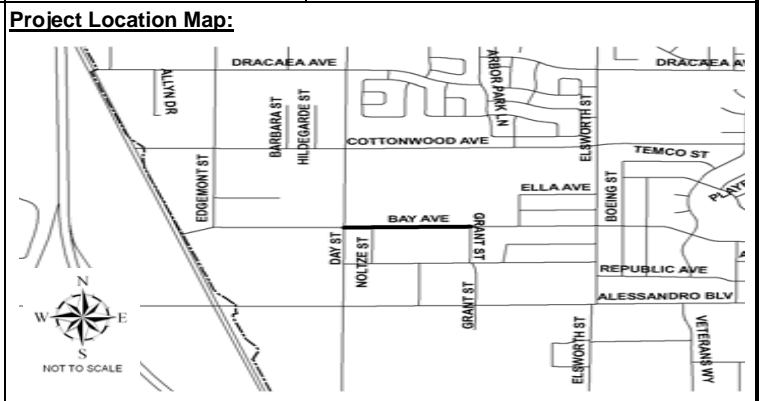 Project Location Map:
DRACAEA AVE
DRACAEA A
ALLYN DR
ARBOR PARK LN
BARBARA ST
HILDEGARDE ST
ELSWORTH ST
COTTONWOOD AVE
TEMCO ST
EDGEMONT ST
BOEING ST
ELLA AVE
PLAY
BAY AVE
GRANT ST
DAY ST
NOLTZE ST
REPUBLIC AVE
ALESSANDRO BLV
GRANT ST
ELSWORTH ST
VETERANS WY
N
W
E
S
NOT TO SCALE